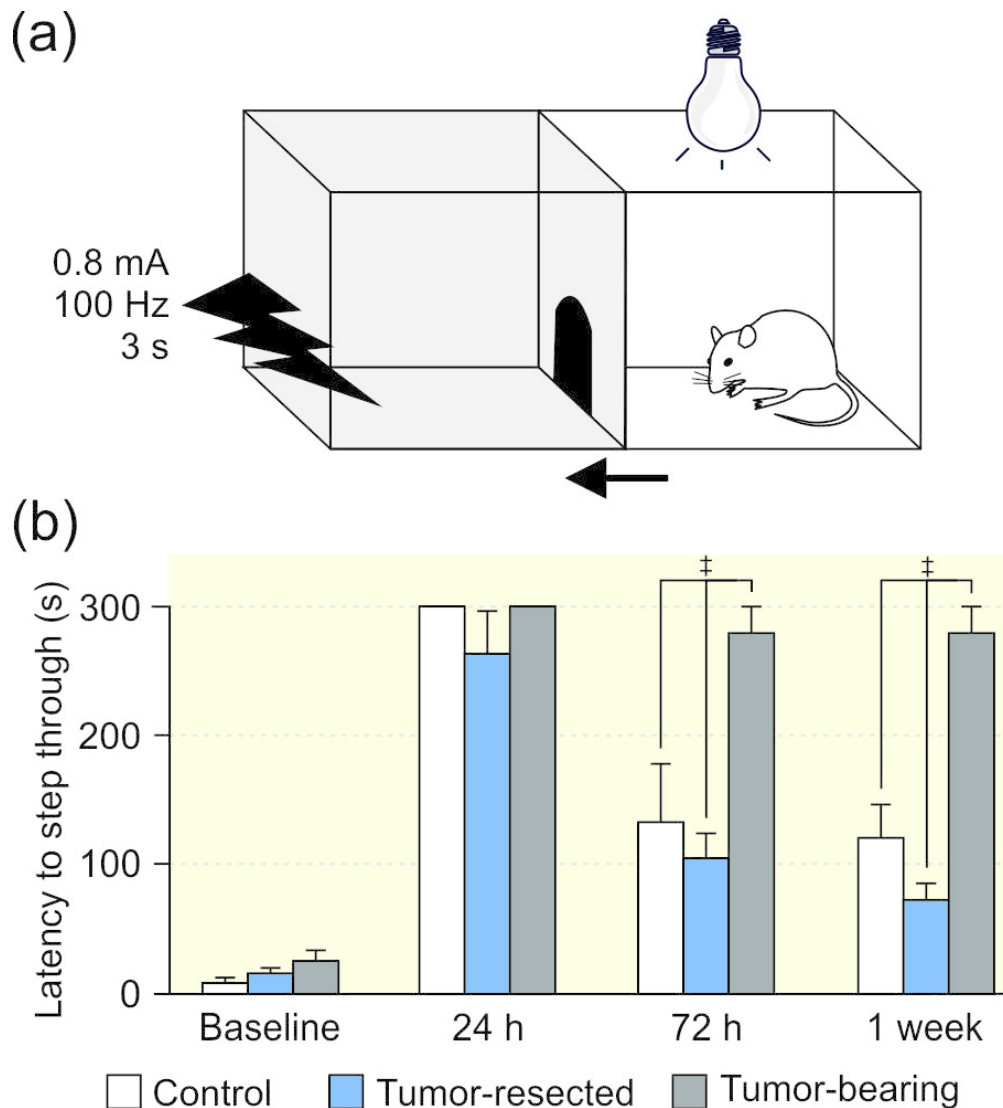 (a)
0.8 mA
100 Hz
3 s
(b)
Latency to step through (s)
300
200
100
0
‡
‡
Baseline
24 h
72 h
1 week
Control
Tumor-resected
Tumor-bearing